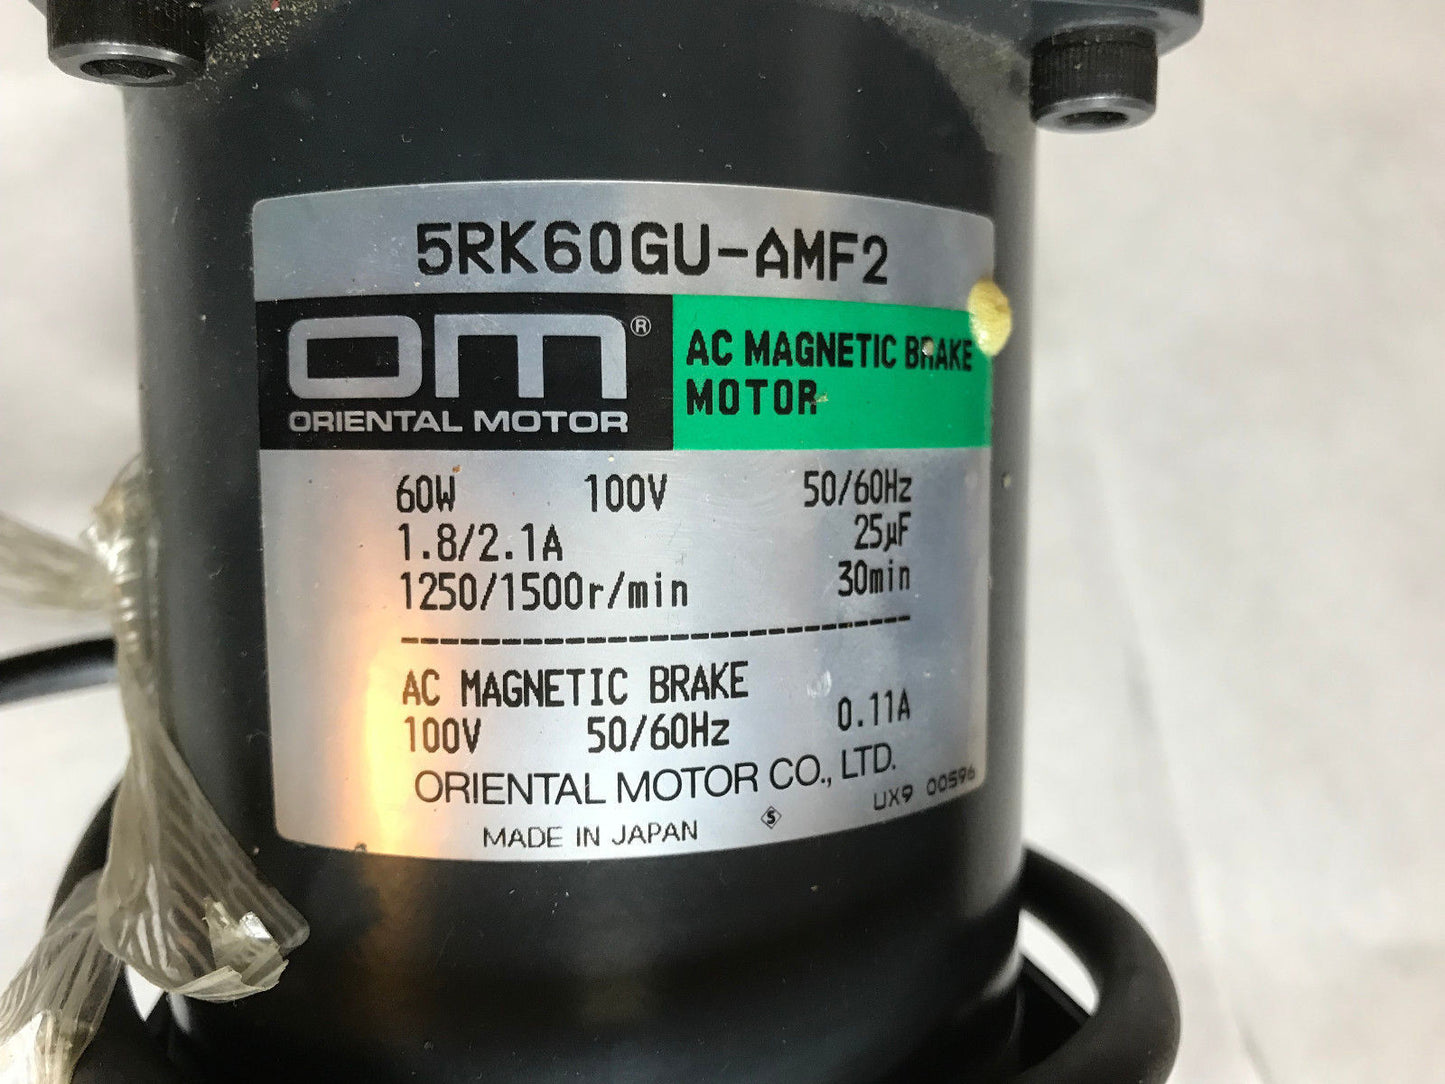 5RK60GU-AMF2
om®
ORIENTAL MOTOR
AC MAGNETIC BRAKE
MOTOR
60W 100V 50/60Hz
1.8/2.1A 25µF
1250/1500r/min 30min
AC MAGNETIC BRAKE
100V 50/60Hz 0.11A
ORIENTAL MOTOR CO., LTD.
MADE IN JAPAN S UX9 00596